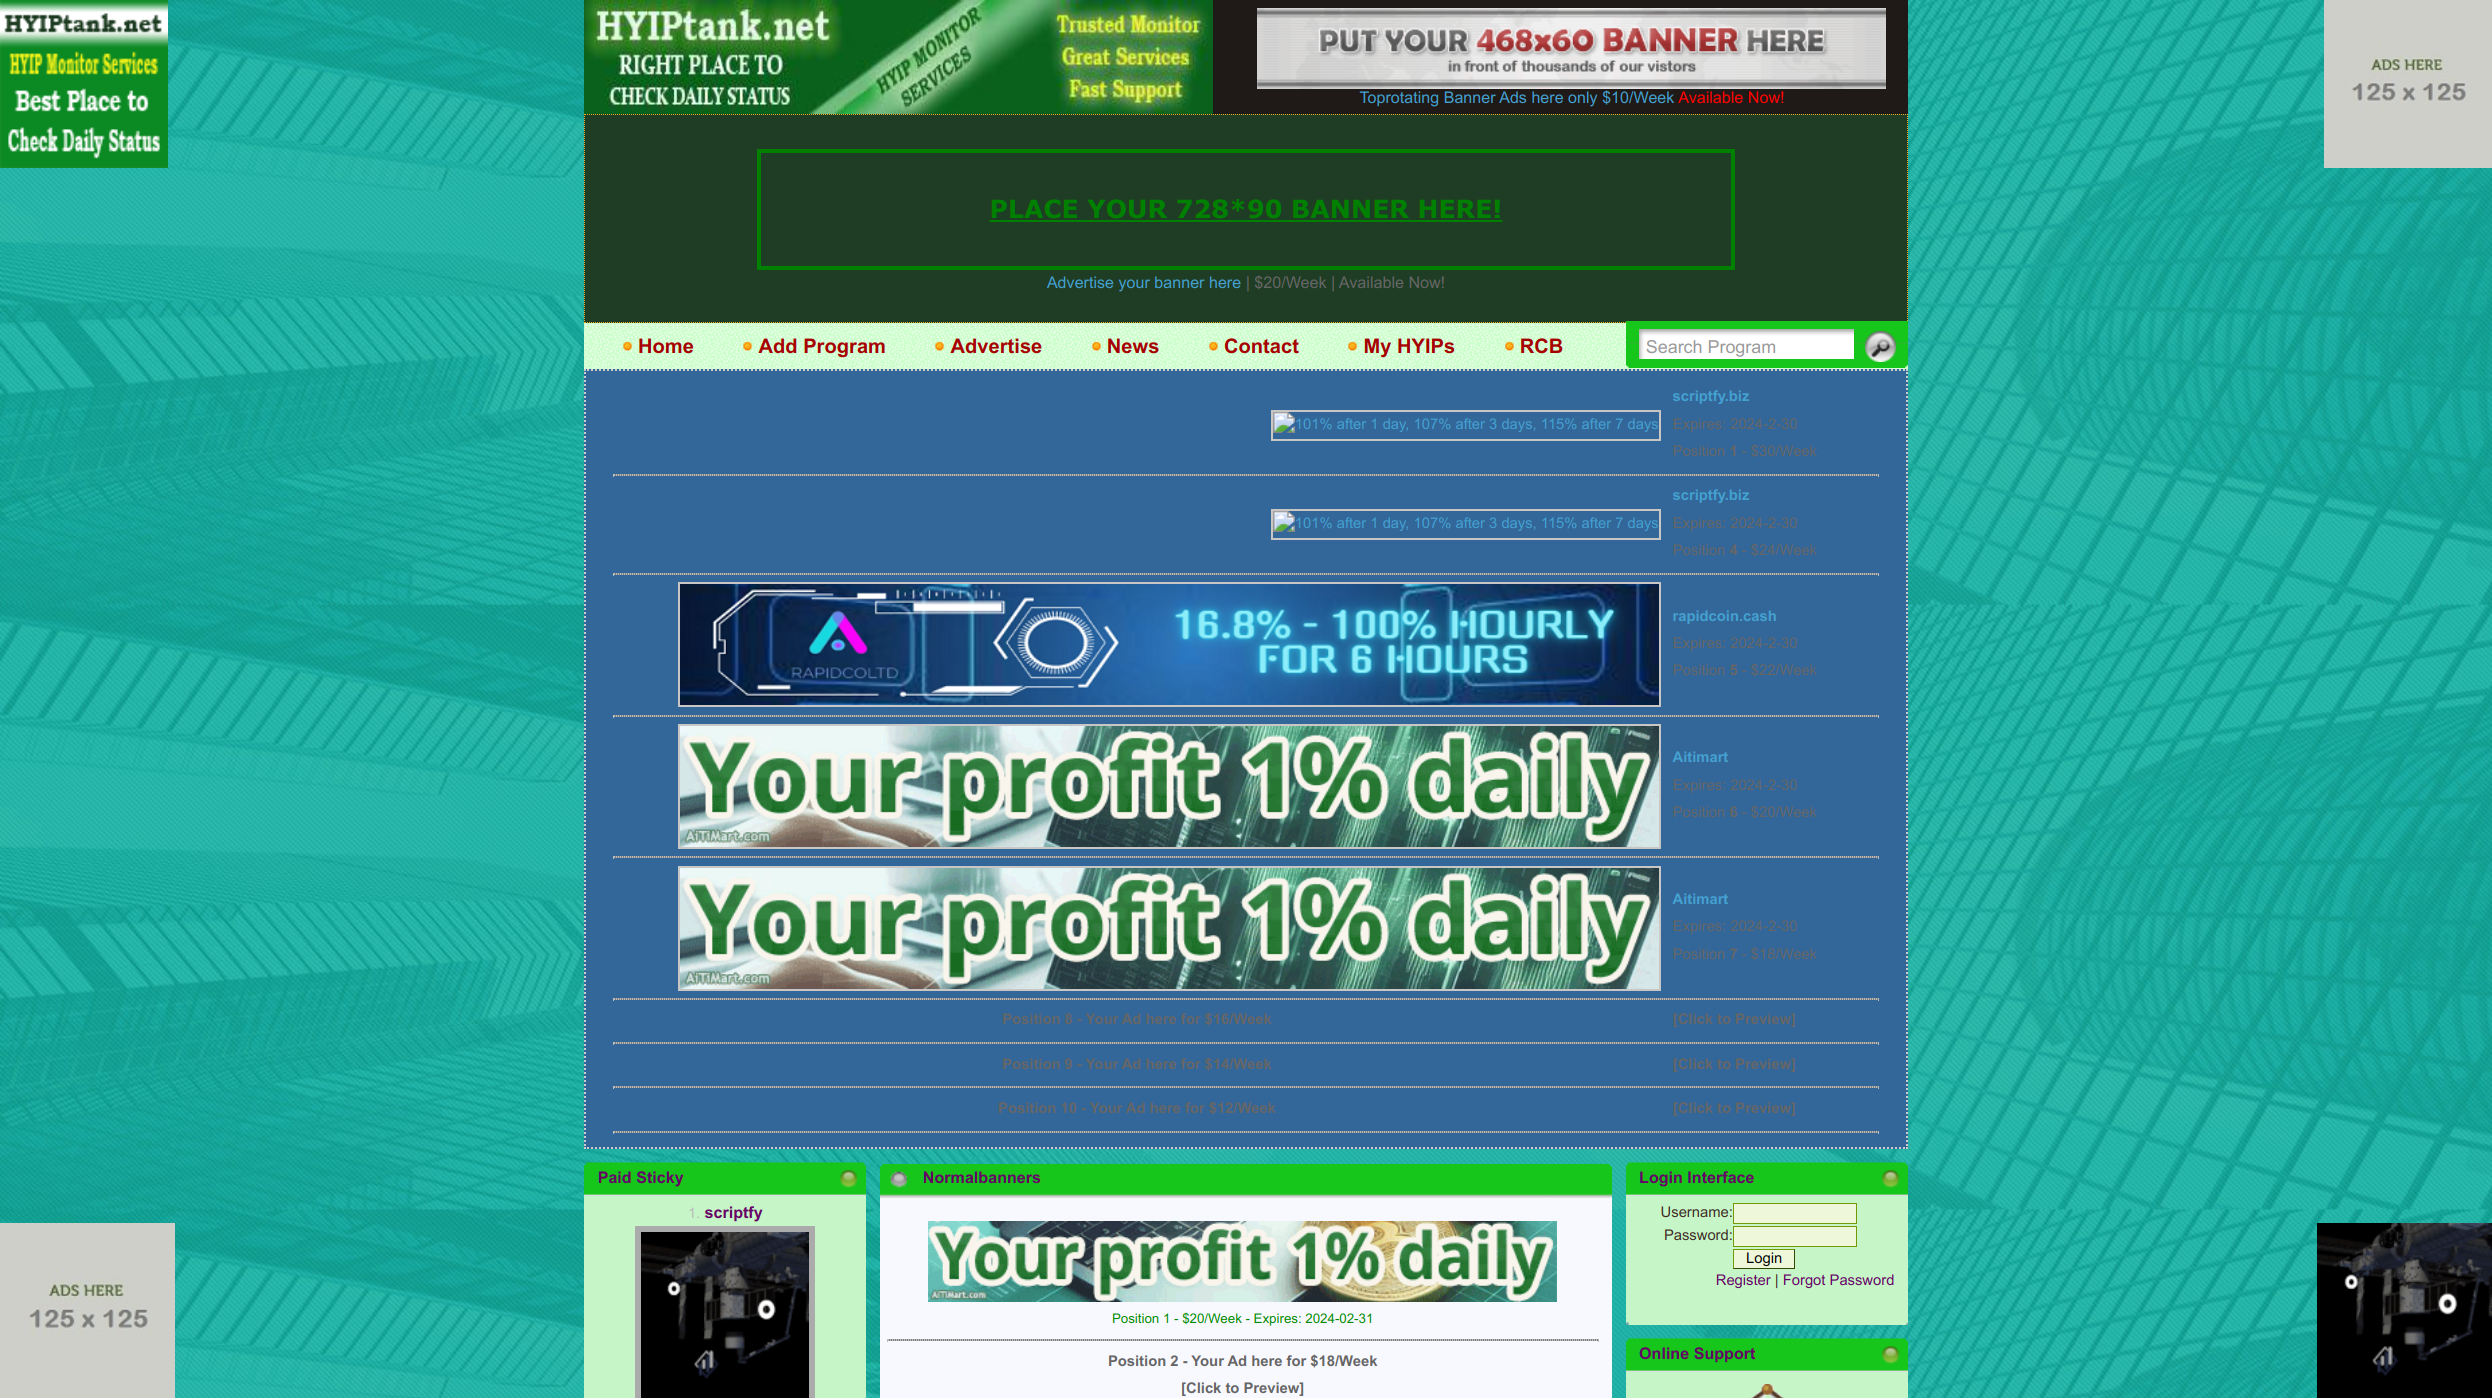 HYIPtank.net
HYIP Monitor Services
Best Place to
Check Daily Status
HYIPtank.net
RIGHT PLACE TO
CHECK DAILY STATUS
HYIP MONITOR
SERVICES
Trusted Monitor
Great Services
Fast Support
PUT YOUR 468x60 BANNER HERE
in front of thousands of our vistors
Toprotating Banner Ads here only $10/Week Available Now!
ADS HERE
125 x 125
PLACE YOUR 728*90 BANNER HERE!
Advertise your banner here | $20/Week | Available Now!
Home
Add Program
Advertise
News
Contact
My HYIPs
RCB
Search Program
101% after 1 day, 107% after 3 days, 115% after 7 days
scriptfy.biz
Expires: 2024-2-30
Position 1 - $30/Week
101% after 1 day, 107% after 3 days, 115% after 7 days
scriptfy.biz
Expires: 2024-2-30
Position 4 - $24/Week
RAPIDCOLTD
16.8% - 100% HOURLY
FOR 6 HOURS
rapidcoin.cash
Expires: 2024-2-30
Position 5 - $22/Week
Your profit 1% daily
AiTiMart.com
Aitimart
Expires: 2024-2-30
Position 6 - $20/Week
Your profit 1% daily
AiTiMart.com
Aitimart
Expires: 2024-2-30
Position 7 - $18/Week
Position 8 - Your Ad here for $16/Week
[Click to Preview]
Position 9 - Your Ad here for $14/Week
[Click to Preview]
Position 10 - Your Ad here for $12/Week
[Click to Preview]
Paid Sticky
1. scriptfy
Normalbanners
Your profit 1% daily
AiTiMart.com
Position 1 - $20/Week - Expires: 2024-02-31
Position 2 - Your Ad here for $18/Week
[Click to Preview]
Login Interface
Username:
Password:
Login
Register | Forgot Password
Online Support
ADS HERE
125 x 125